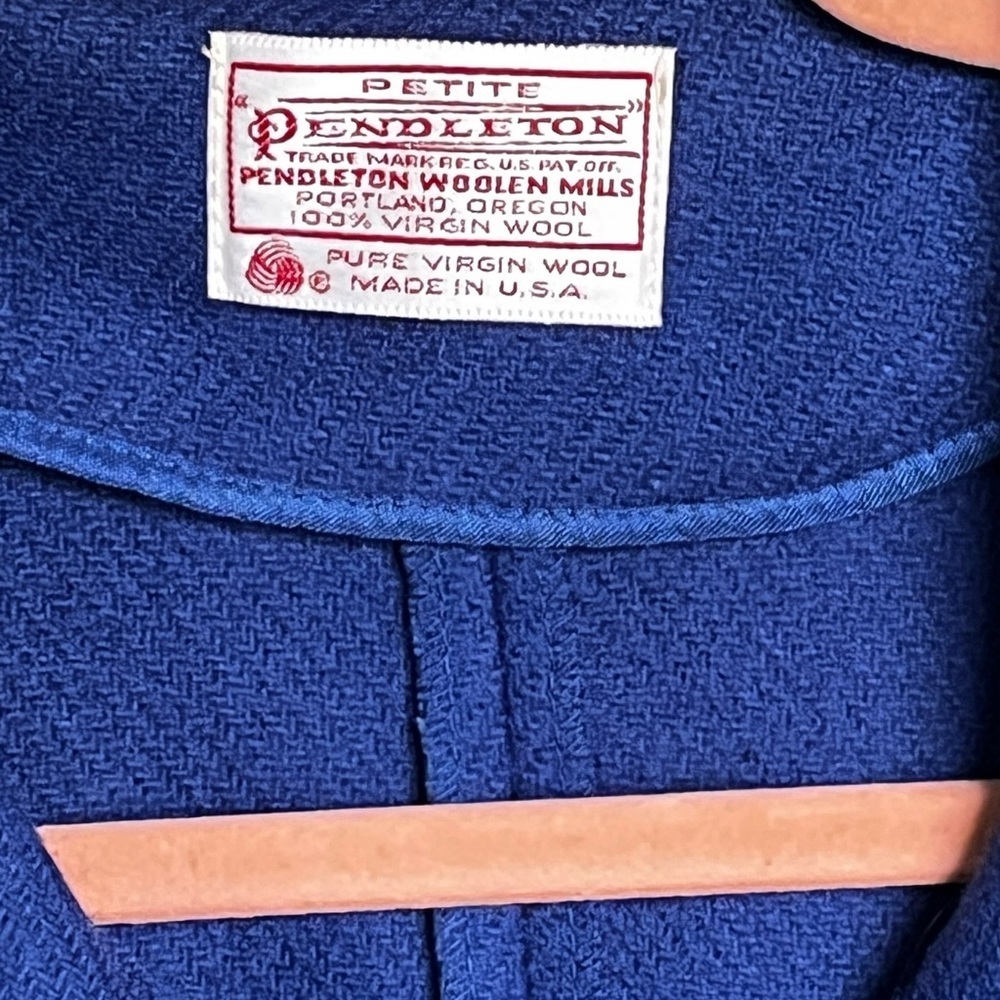 PETITE
"PENDLETON"
TRADE MARK REG. U.S. PAT. OFF.
PENDLETON WOOLEN MILLS
PORTLAND, OREGON
100% VIRGIN WOOL
PURE VIRGIN WOOL
® MADE IN U.S.A.